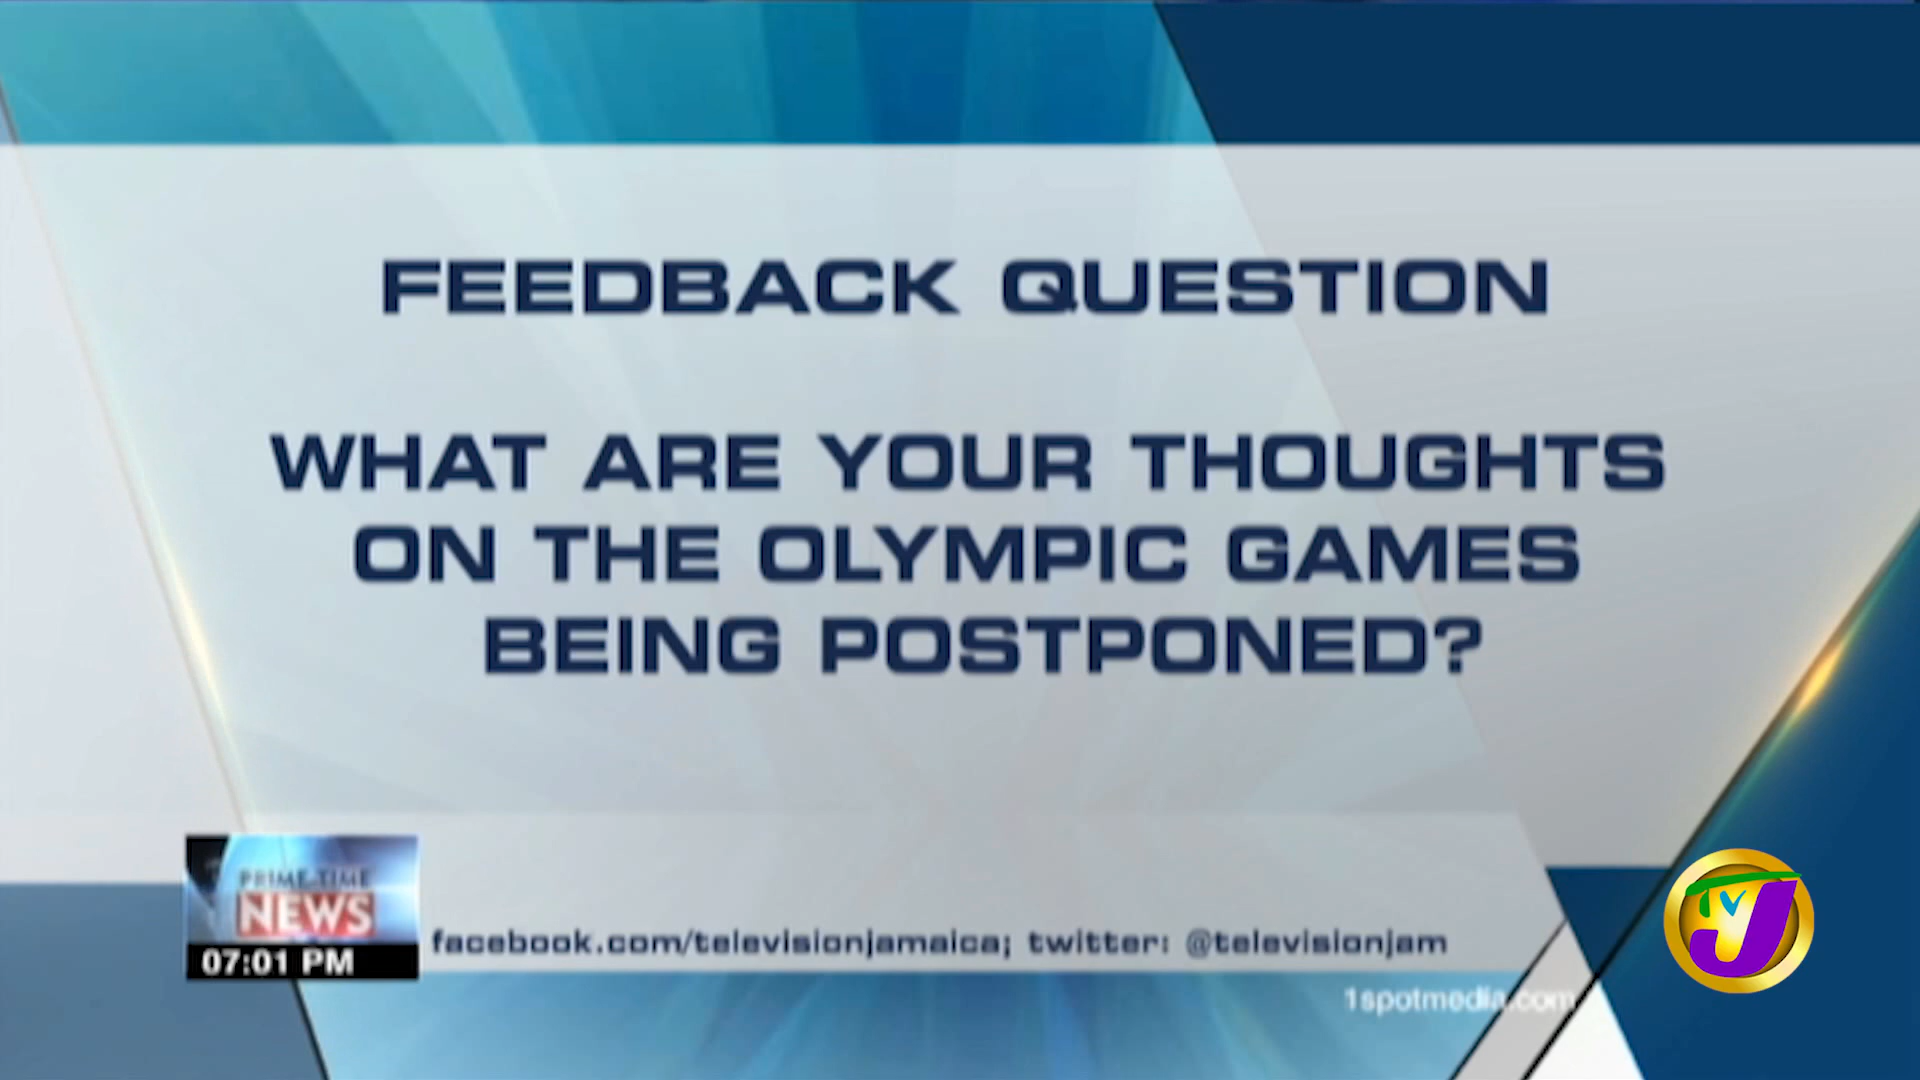 FEEDBACK QUESTION
WHAT ARE YOUR THOUGHTS
ON THE OLYMPIC GAMES
BEING POSTPONED?
PRIME TIME
NEWS
07:01 PM
facebook.com/televisionjamaica; twitter: @televisionjam
1spotmedia.com
TVJ